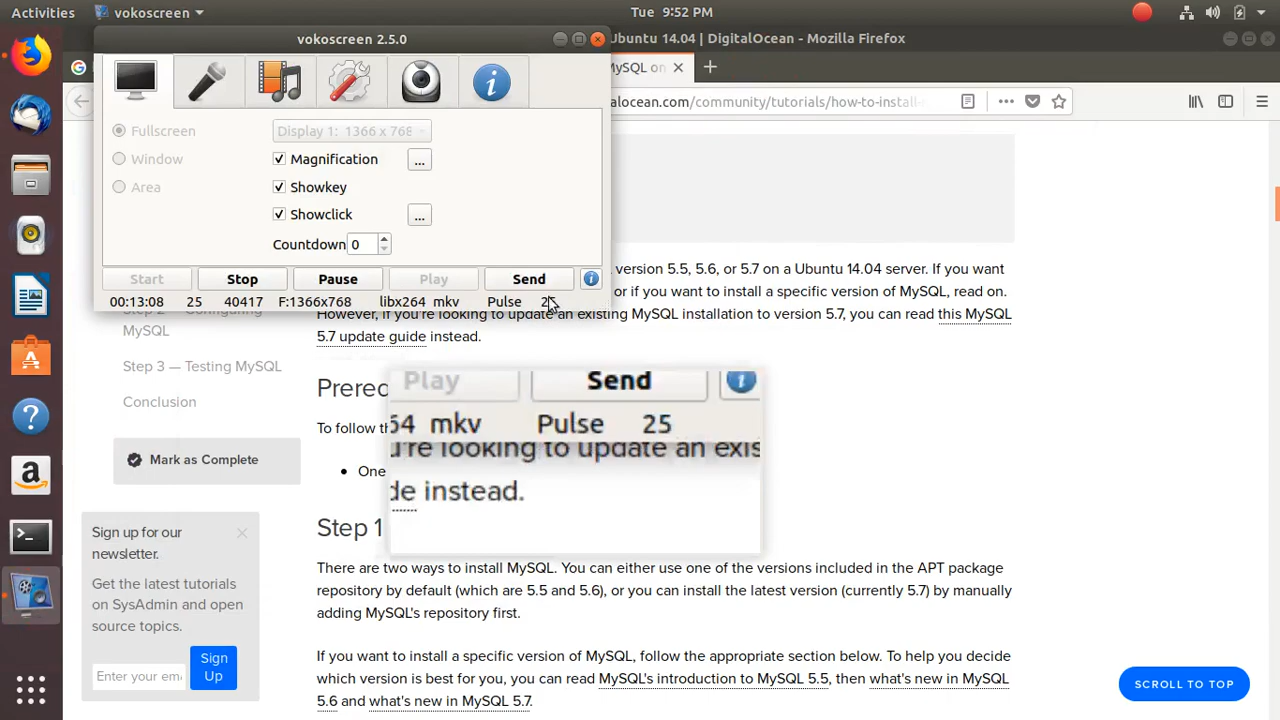 Activities
vokoscreen
Tue 9:52 PM
vokoscreen 2.5.0
Ubuntu 14.04 | DigitalOcean - Mozilla Firefox
MySQL on
alocean.com/community/tutorials/how-to-install-
Fullscreen
Display 1: 1366 x 768
Window
Magnification
...
Area
Showkey
Showclick
...
Countdown 0
Start
Stop
Pause
Play
Send
00:13:08 25 40417 F:1366x768 libx264 mkv Pulse 25
version 5.5, 5.6, or 5.7 on a Ubuntu 14.04 server. If you want
or if you want to install a specific version of MySQL, read on.
However, if you're looking to update an existing MySQL installation to version 5.7, you can read this MySQL
5.7 update guide instead.
Step 2 — Configuring
MySQL
Step 3 — Testing MySQL
Conclusion
Mark as Complete
Prereq
To follow th
One
Play
Send
64 mkv Pulse 25
u're looking to update an exis
de instead.
Step 1
There are two ways to install MySQL. You can either use one of the versions included in the APT package
repository by default (which are 5.5 and 5.6), or you can install the latest version (currently 5.7) by manually
adding MySQL's repository first.
If you want to install a specific version of MySQL, follow the appropriate section below. To help you decide
which version is best for you, you can read MySQL's introduction to MySQL 5.5, then what's new in MySQL
5.6 and what's new in MySQL 5.7.
Sign up for our
newsletter.
Get the latest tutorials
on SysAdmin and open
source topics.
Enter your ema
Sign
Up
SCROLL TO TOP